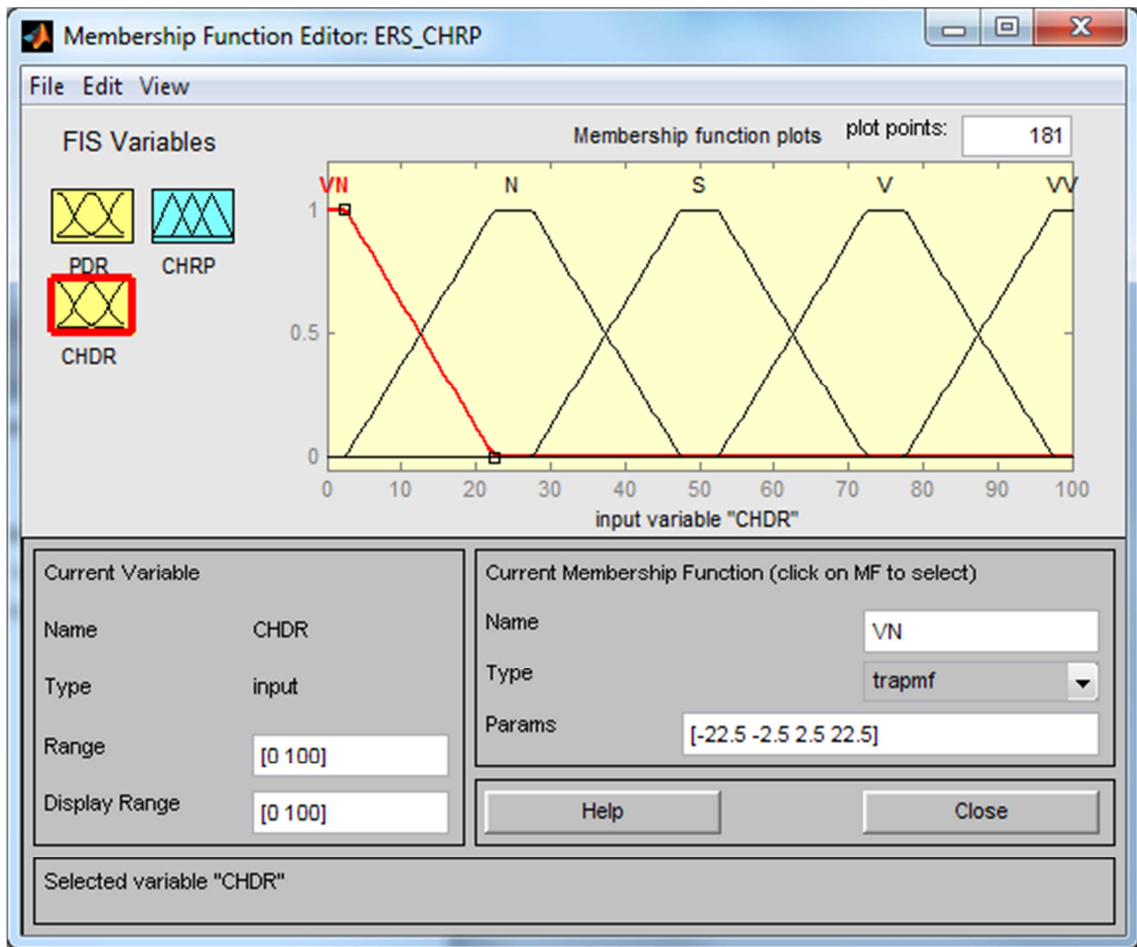 Membership Function Editor: ERS_CHRP
File Edit View
FIS Variables
Membership function plots plot points: 181
PDR CHRP
CHDR
VN N S V VV
1
0.5
0
0 10 20 30 40 50 60 70 80 90 100
input variable "CHDR"
Current Variable
Name CHDR
Type input
Range [0 100]
Display Range [0 100]
Current Membership Function (click on MF to select)
Name VN
Type trapmf
Params [-22.5 -2.5 2.5 22.5]
Help Close
Selected variable "CHDR"